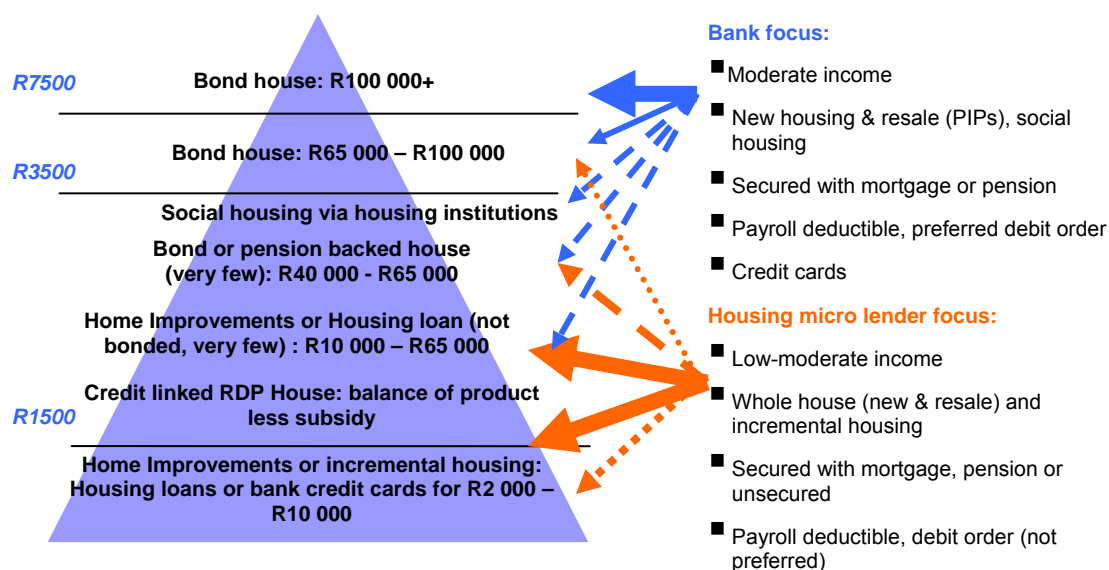 R7500
Bond house: R100 000+
Bond house: R65 000 – R100 000
R3500
Social housing via housing institutions
Bond or pension backed house
(very few): R40 000 - R65 000
Home Improvements or Housing loan (not
bonded, very few) : R10 000 – R65 000
Credit linked RDP House: balance of product
less subsidy
R1500
Home Improvements or incremental housing:
Housing loans or bank credit cards for R2 000 –
R10 000
Bank focus:
■ Moderate income
■ New housing & resale (PIPs), social
housing
■ Secured with mortgage or pension
■ Payroll deductible, preferred debit order
■ Credit cards
Housing micro lender focus:
■ Low-moderate income
■ Whole house (new & resale) and
incremental housing
■ Secured with mortgage, pension or
unsecured
■ Payroll deductible, debit order (not
preferred)